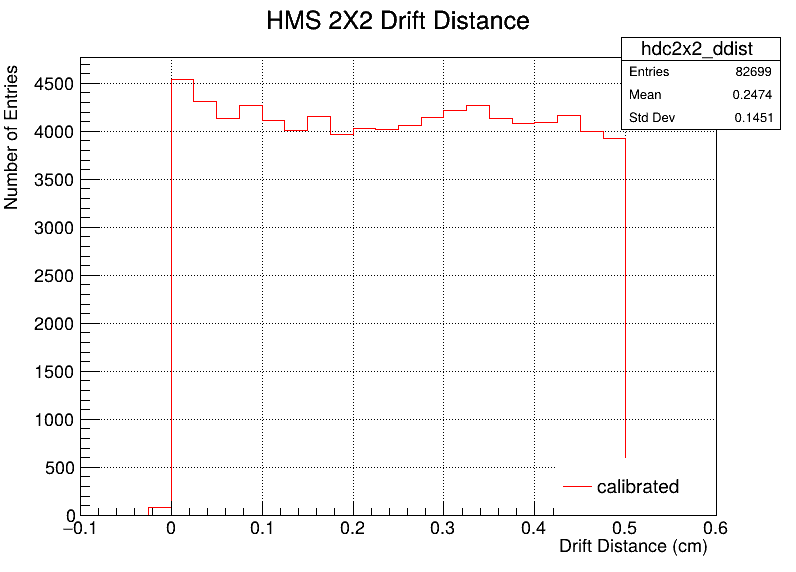 HMS 2X2 Drift Distance
hdc2x2_ddist
Entries 82699
Mean 0.2474
Std Dev 0.1451
Number of Entries
4500
4000
3500
3000
2500
2000
1500
1000
500
0
−0.1 0 0.1 0.2 0.3 0.4 0.5 0.6
calibrated
Drift Distance (cm)